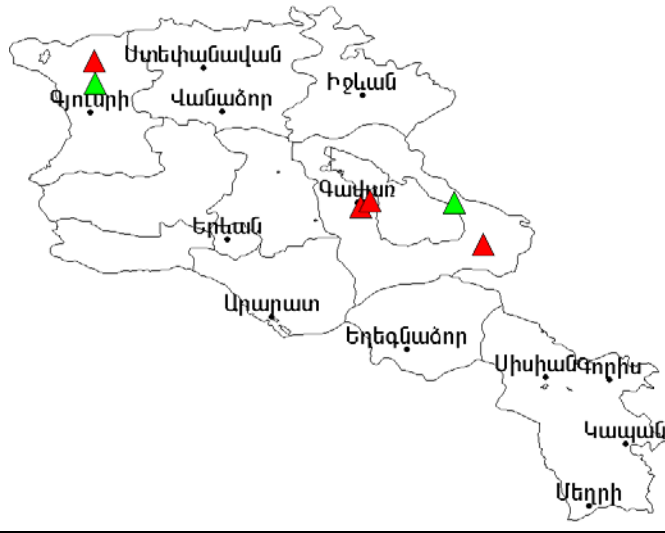 Ստեփանավան
Իջևան
Գյումրի
Վանաձոր
Գավառ
Երևան
Արարատ
Եղեգնաձոր
Սիսիան
Գորիս
Կապան
Մեղրի